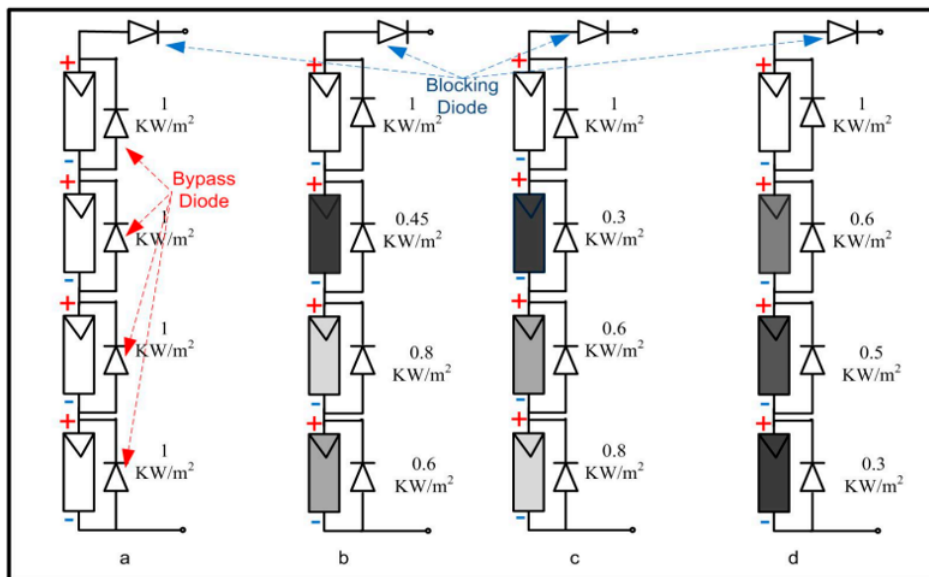 Blocking
Diode
Bypass
Diode
+
1
KW/m²
-
+
1
KW/m²
-
+
1
KW/m²
-
+
1
KW/m²
-
a
+
1
KW/m²
-
+
0.45
KW/m²
-
+
0.8
KW/m²
-
+
0.6
KW/m²
-
b
+
1
KW/m²
-
+
0.3
KW/m²
-
+
0.6
KW/m²
-
+
0.8
KW/m²
-
c
+
1
KW/m²
-
+
0.6
KW/m²
-
+
0.5
KW/m²
-
+
0.3
KW/m²
-
d